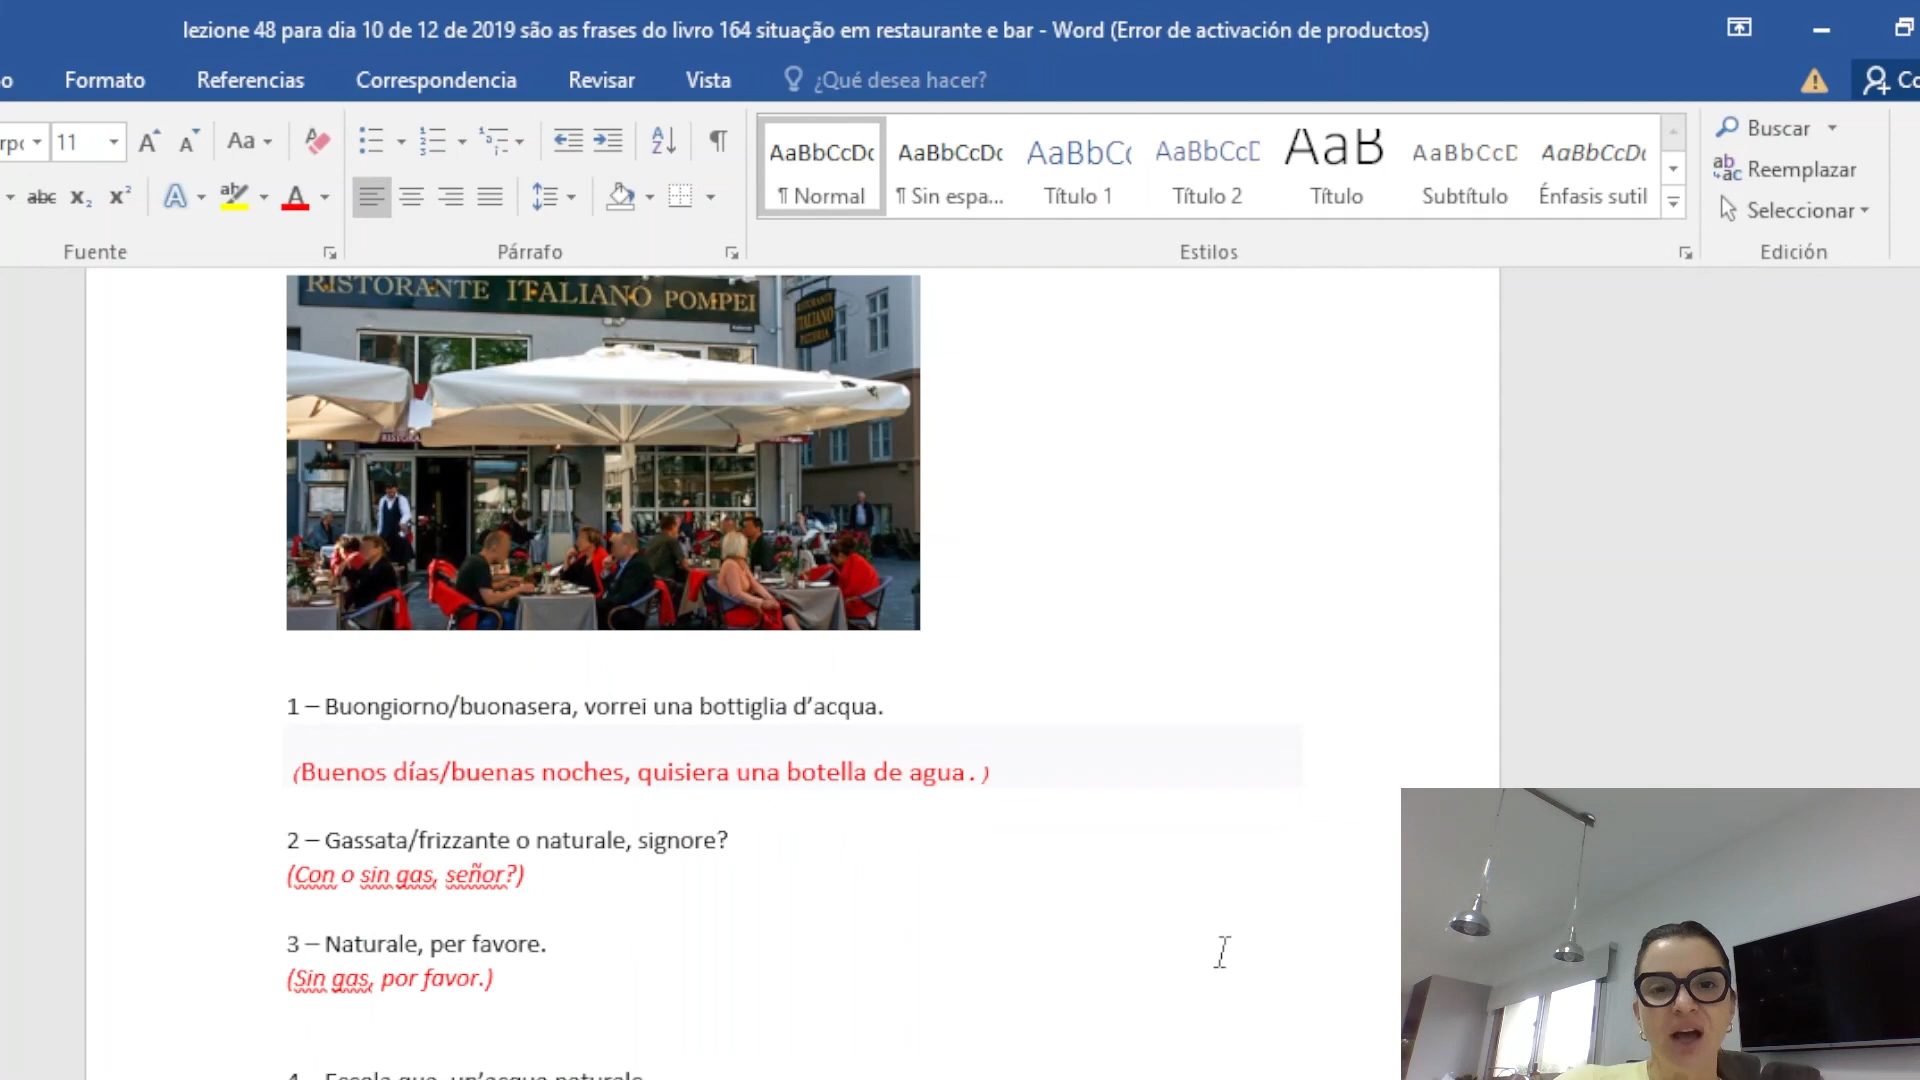 lezione 48 para dia 10 de 12 de 2019 são as frases do livro 164 situação em restaurante e bar - Word (Error de activación de productos)
Formato Referencias Correspondencia Revisar Vista ¿Qué desea hacer?
11 Aa
AaBbCcDc AaBbCcDc AaBbC AaBbCcD AaB AaBbCcD AaBbCcDc
¶ Normal ¶ Sin espa... Título 1 Título 2 Título Subtítulo Énfasis sutil
Buscar
Reemplazar
Seleccionar
Fuente Párrafo Estilos Edición
RISTORANTE ITALIANO POMPEI
RISTORANTE
ITALIANO
PIZZERIA
1 – Buongiorno/buonasera, vorrei una bottiglia d’acqua.
(Buenos días/buenas noches, quisiera una botella de agua.)
2 – Gassata/frizzante o naturale, signore?
(Con o sin gas, señor?)
3 – Naturale, per favore.
(Sin gas, por favor.)